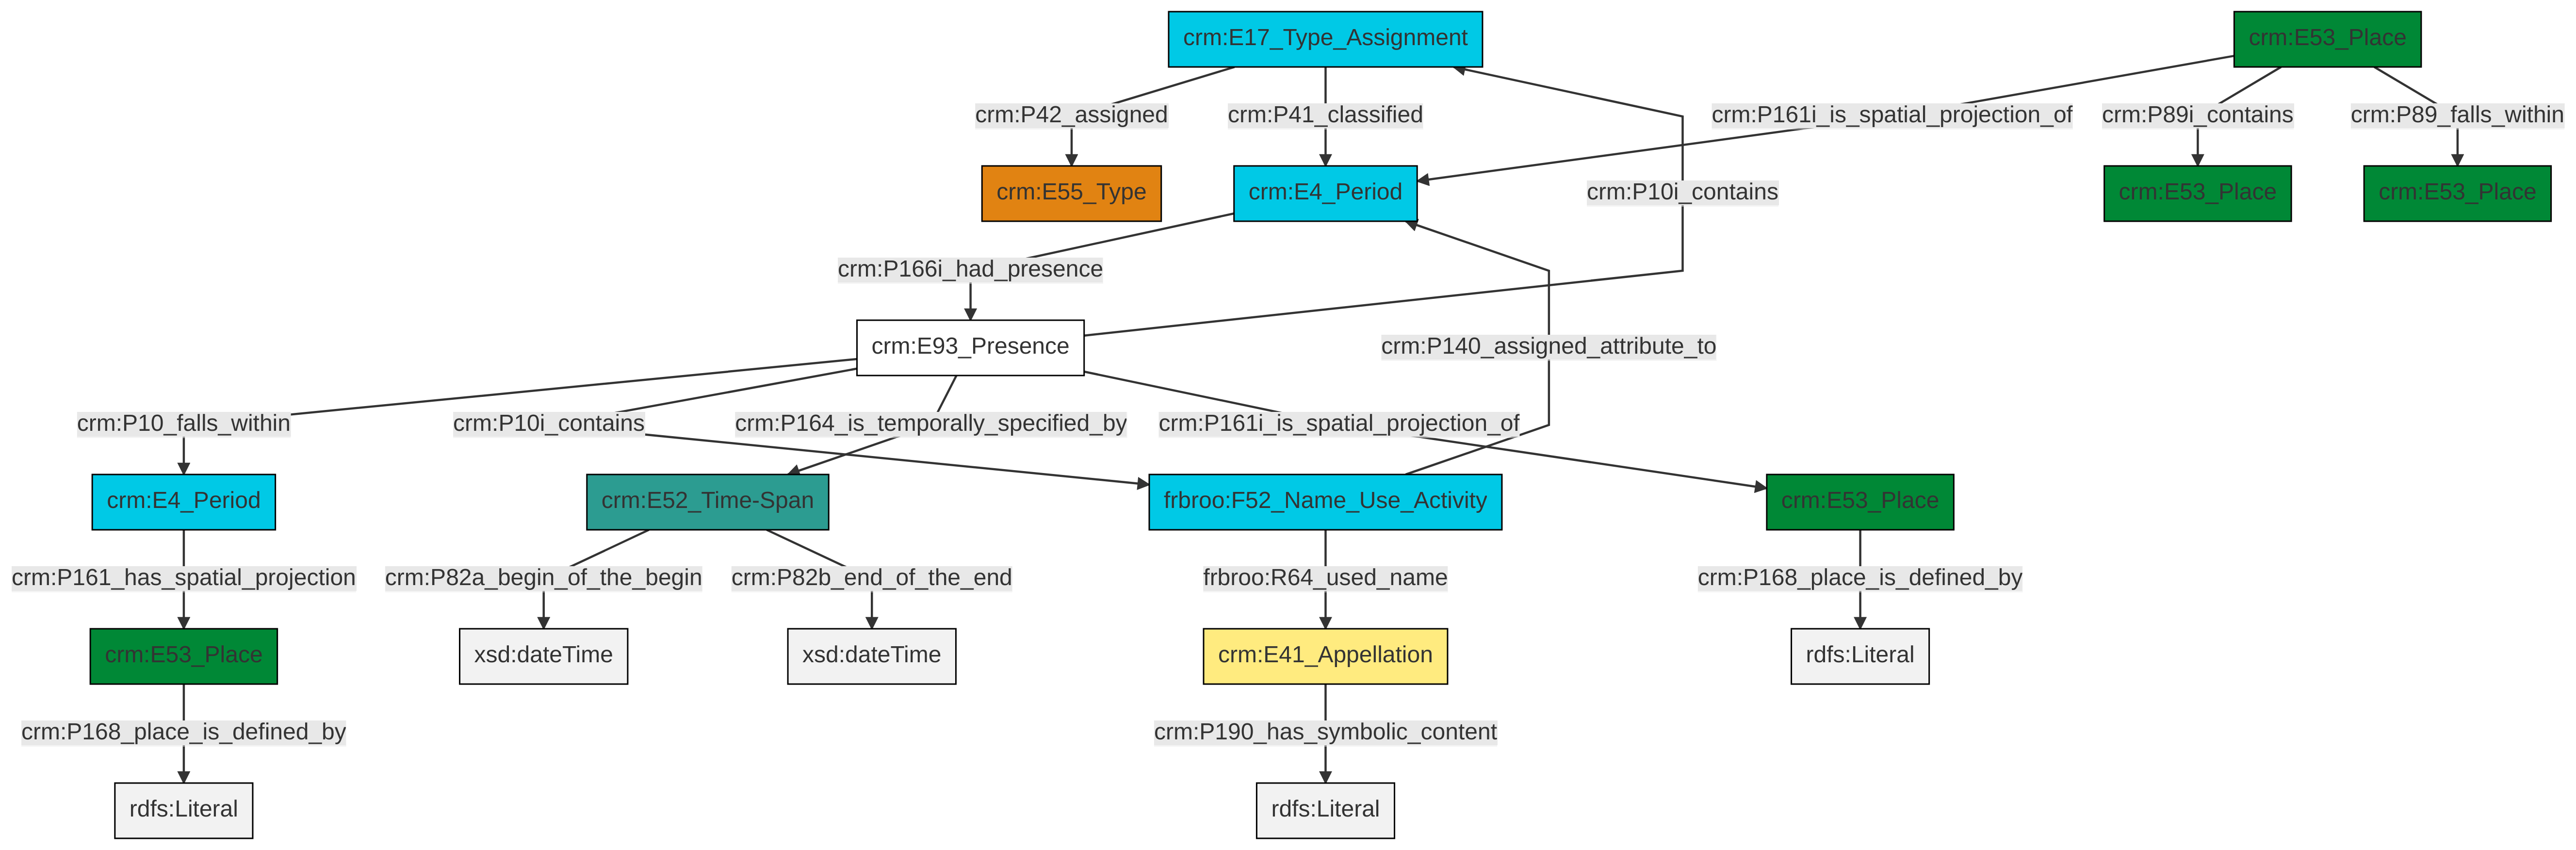 crm:E17_Type_Assignment
crm:E53_Place
crm:P42_assigned
crm:P41_classified
crm:P161i_is_spatial_projection_of
crm:P89i_contains
crm:P89_falls_within
crm:E55_Type
crm:E4_Period
crm:P10i_contains
crm:E53_Place
crm:E53_Place
crm:P166i_had_presence
crm:E93_Presence
crm:P140_assigned_attribute_to
crm:P10_falls_within
crm:P10i_contains
crm:P164_is_temporally_specified_by
crm:P161i_is_spatial_projection_of
crm:E4_Period
crm:E52_Time-Span
frbroo:F52_Name_Use_Activity
crm:E53_Place
crm:P161_has_spatial_projection
crm:P82a_begin_of_the_begin
crm:P82b_end_of_the_end
frbroo:R64_used_name
crm:P168_place_is_defined_by
crm:E53_Place
xsd:dateTime
xsd:dateTime
crm:E41_Appellation
rdfs:Literal
crm:P168_place_is_defined_by
crm:P190_has_symbolic_content
rdfs:Literal
rdfs:Literal